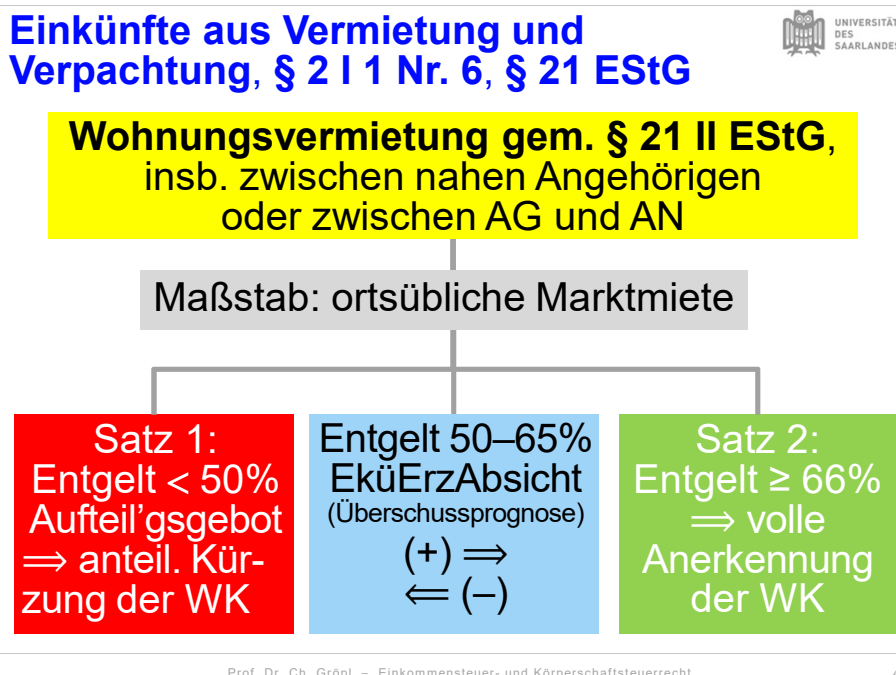 Einkünfte aus Vermietung und
Verpachtung, § 2 I 1 Nr. 6, § 21 EStG
UNIVERSITÄT
DES
SAARLANDES
Wohnungsvermietung gem. § 21 II EStG,
insb. zwischen nahen Angehörigen
oder zwischen AG und AN
Maßstab: ortsübliche Marktmiete
Satz 1:
Entgelt < 50%
Aufteil’gsgebot
⟹ anteil. Kür-
zung der WK
Entgelt 50–65%
EküErzAbsicht
(Überschussprognose)
(+) ⟹
⟸ (–)
Satz 2:
Entgelt ≥ 66%
⟹ volle
Anerkennung
der WK
Prof. Dr. Ch. Gröpl – Einkommensteuer- und Körperschaftsteuerrecht